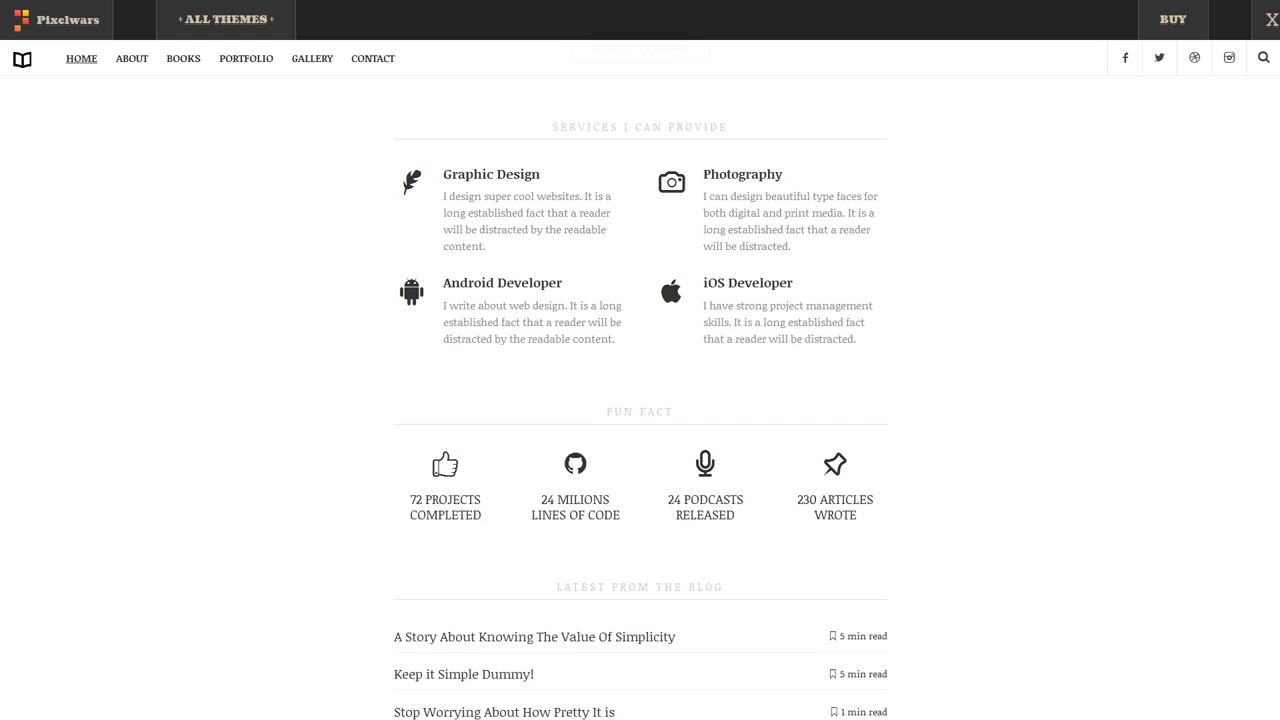 Pixelwars
+ ALL THEMES +
BUY
X
HOME
ABOUT
BOOKS
PORTFOLIO
GALLERY
CONTACT
SERVICES I CAN PROVIDE
Graphic Design
I design super cool websites. It is a
long established fact that a reader
will be distracted by the readable
content.
Photography
I can design beautiful type faces for
both digital and print media. It is a
long established fact that a reader
will be distracted.
Android Developer
I write about web design. It is a long
established fact that a reader will be
distracted by the readable content.
iOS Developer
I have strong project management
skills. It is a long established fact
that a reader will be distracted.
FUN FACT
72 PROJECTS
COMPLETED
24 MILIONS
LINES OF CODE
24 PODCASTS
RELEASED
230 ARTICLES
WROTE
LATEST FROM THE BLOG
A Story About Knowing The Value Of Simplicity
5 min read
Keep it Simple Dummy!
5 min read
Stop Worrying About How Pretty It is
1 min read